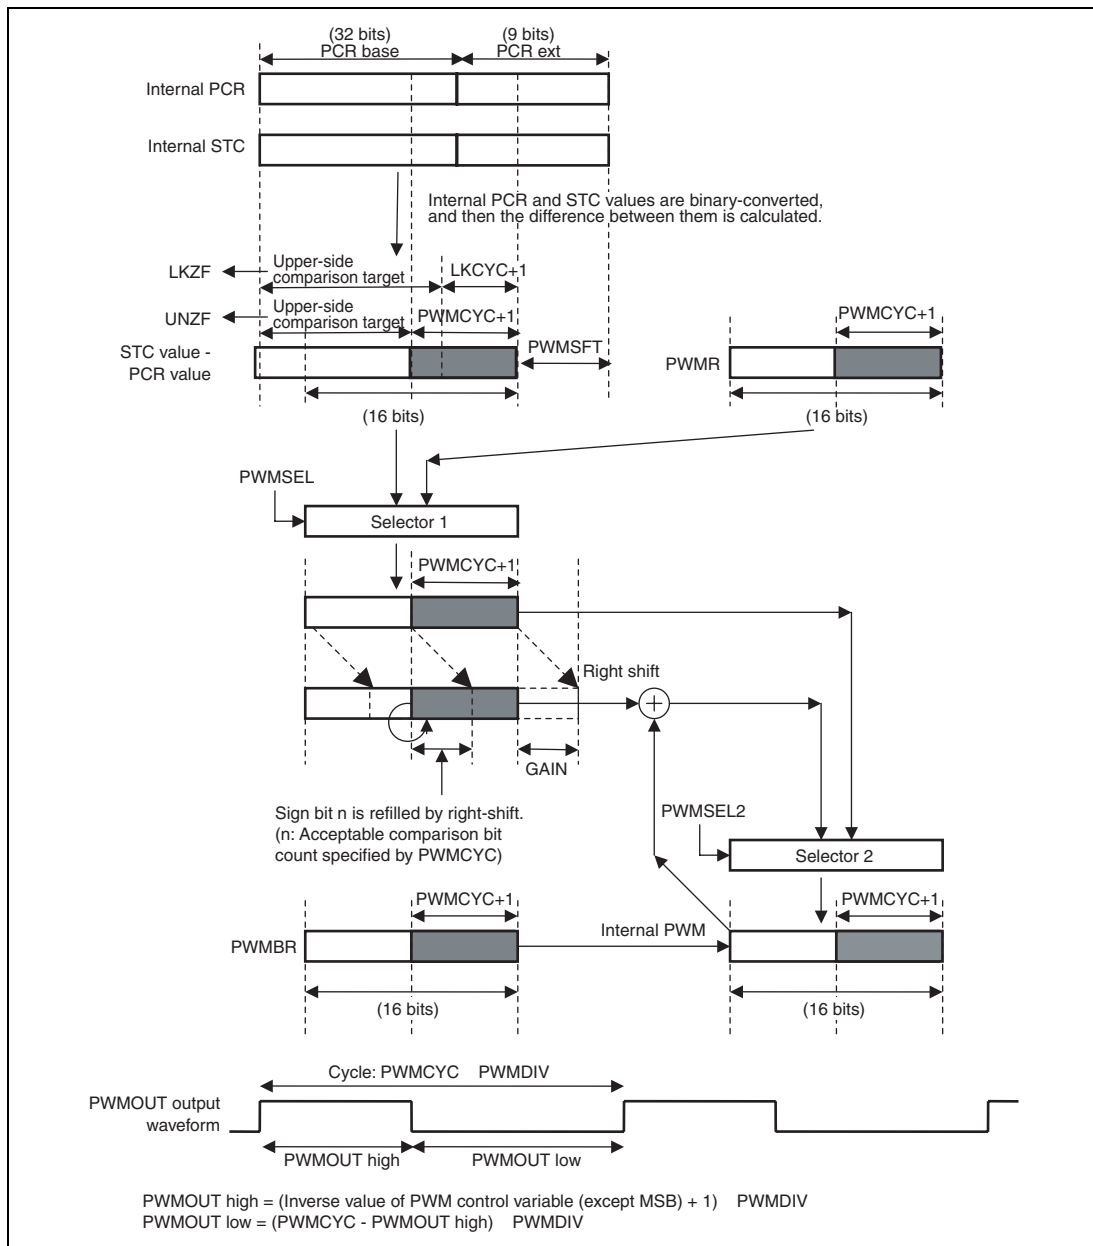 (32 bits)
PCR base
(9 bits)
PCR ext
Internal PCR
Internal STC
Internal PCR and STC values are binary-converted,
and then the difference between them is calculated.
LKZF
Upper-side
comparison target
LKCYC+1
UNZF
Upper-side
comparison target
PWMCYC+1
PWMCYC+1
STC value -
PCR value
PWMSFT
PWMR
(16 bits)
(16 bits)
PWMSEL
Selector 1
PWMCYC+1
Right shift
+
GAIN
Sign bit n is refilled by right-shift.
(n: Acceptable comparison bit
count specified by PWMCYC)
PWMSEL2
Selector 2
PWMCYC+1
PWMCYC+1
PWMBR
Internal PWM
(16 bits)
(16 bits)
Cycle: PWMCYC PWMDIV
PWMOUT output
waveform
PWMOUT high
PWMOUT low
PWMOUT high = (Inverse value of PWM control variable (except MSB) + 1) PWMDIV
PWMOUT low = (PWMCYC - PWMOUT high) PWMDIV